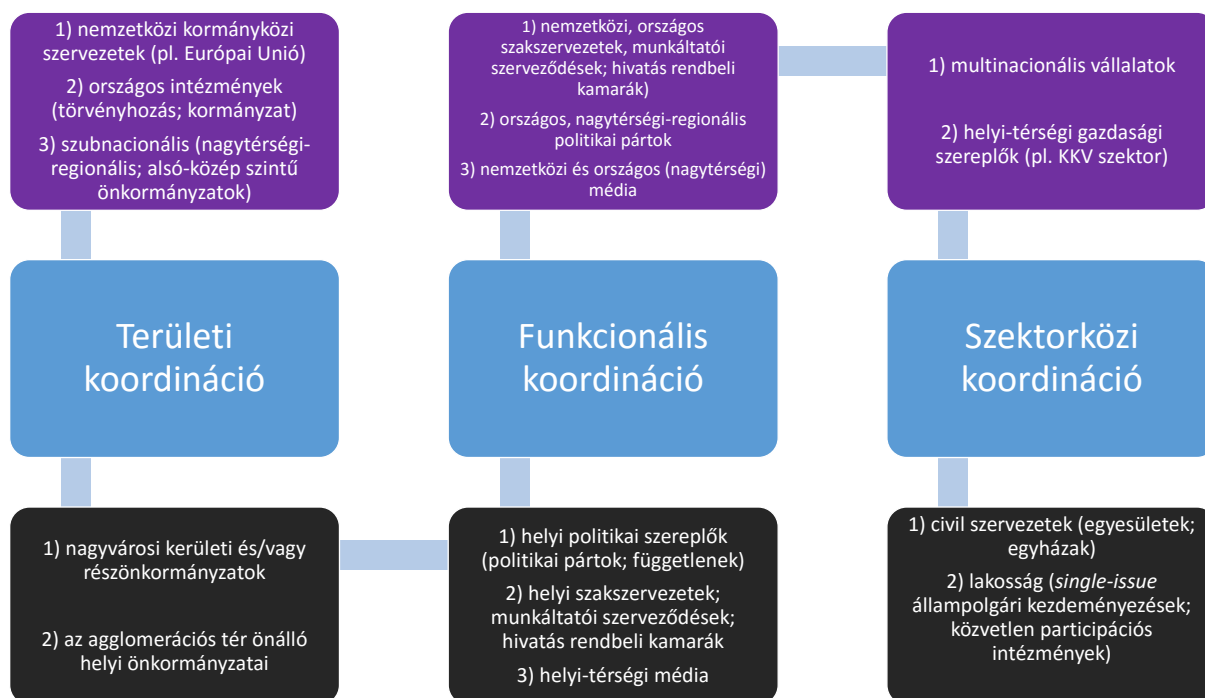 1) nemzetközi kormányközi
szervezetek (pl. Európai Unió)
2) országos intézmények
(törvényhozás; kormányzat)
3) szubnacionális (nagytérségi-
regionális; alsó-közép szintű
önkormányzatok)
Területi
koordináció
1) nagyvárosi kerületi és/vagy
részönkormányzatok
2) az agglomerációs tér önálló
helyi önkormányzatai
1) nemzetközi, országos
szakszervezetek, munkáltatói
szerveződések; hivatás rendbeli
kamarák)
2) országos, nagytérségi-regionális
politikai pártok
3) nemzetközi és országos (nagytérségi)
média
Funkcionális
koordináció
1) helyi politikai szereplők
(politikai pártok; függetlenek)
2) helyi szakszervezetek;
munkáltatói szerveződések;
hivatás rendbeli kamarák
3) helyi-térségi média
1) multinacionális vállalatok
2) helyi-térségi gazdasági
szereplők (pl. KKV szektor)
Szektorközi
koordináció
1) civil szervezetek (egyesületek;
egyházak)
2) lakosság (single-issue
állampolgári kezdeményezések;
közvetlen participációs
intézmények)